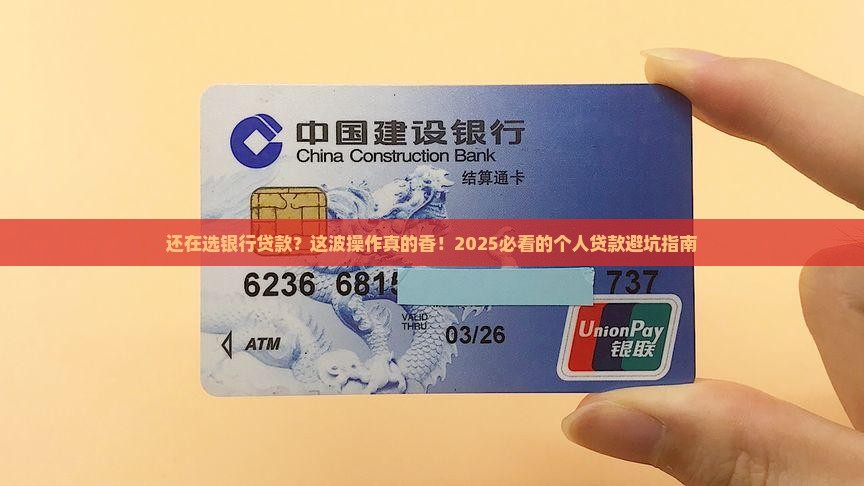 中国建设银行
China Construction Bank
结算通卡
还在选银行贷款？这波操作真的香！2025必看的个人贷款避坑指南
6236 6815 737
VALID THRU 03/26
ATM
UnionPay
银联